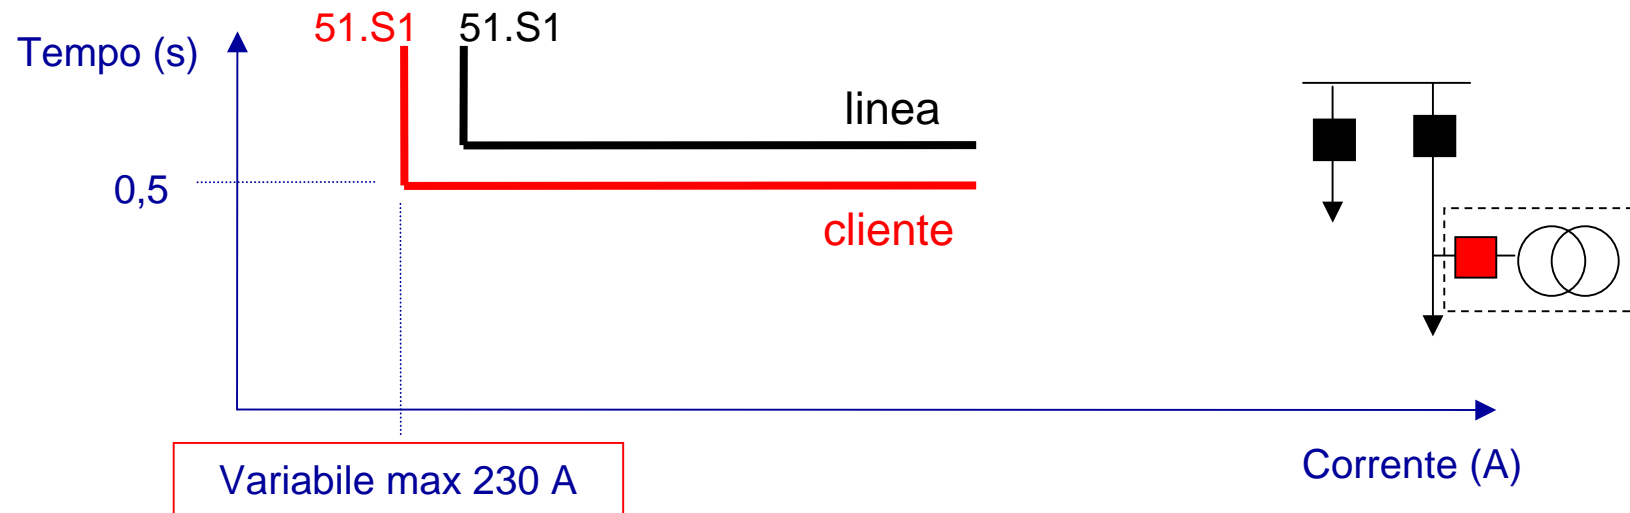 51.S1
51.S1
Tempo (s)
linea
0,5
cliente
Corrente (A)
Variabile max 230 A